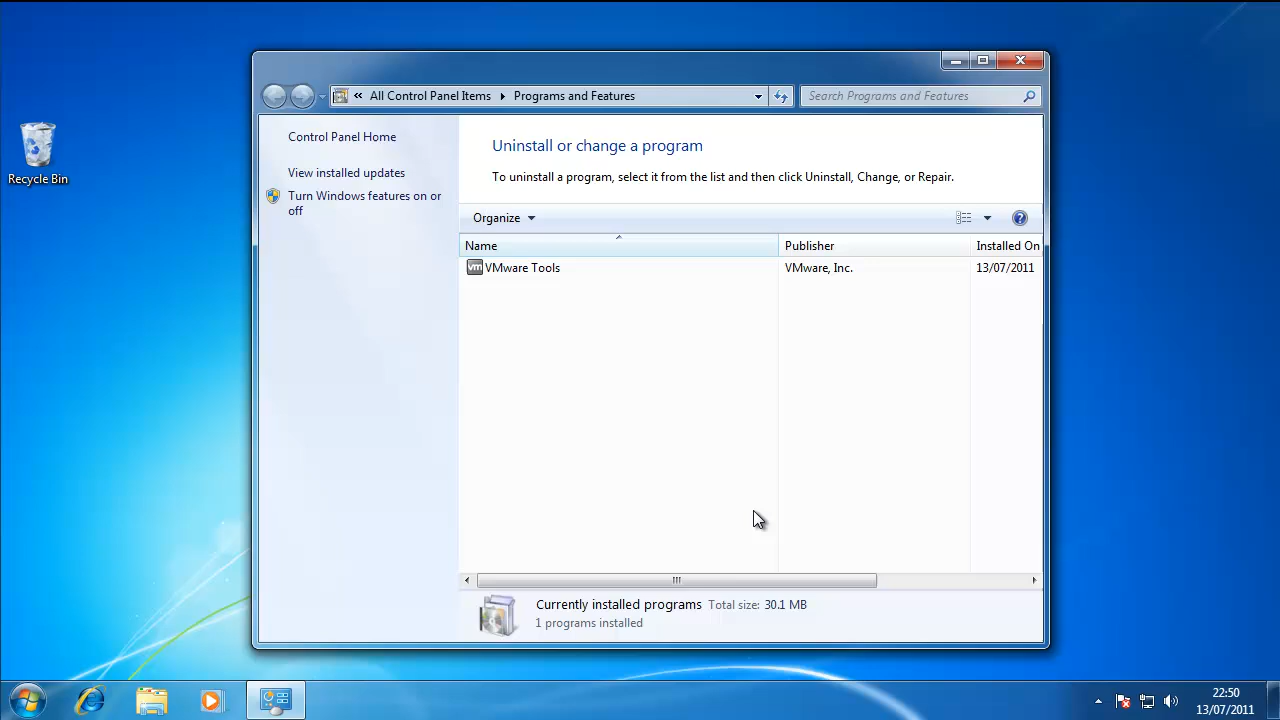 Recycle Bin
« All Control Panel Items Programs and Features
Search Programs and Features
Control Panel Home
View installed updates
Turn Windows features on or
off
Uninstall or change a program
To uninstall a program, select it from the list and then click Uninstall, Change, or Repair.
Organize
Name Publisher Installed On
vm VMware Tools VMware, Inc. 13/07/2011
Currently installed programs Total size: 30.1 MB
1 programs installed
22:50
13/07/2011